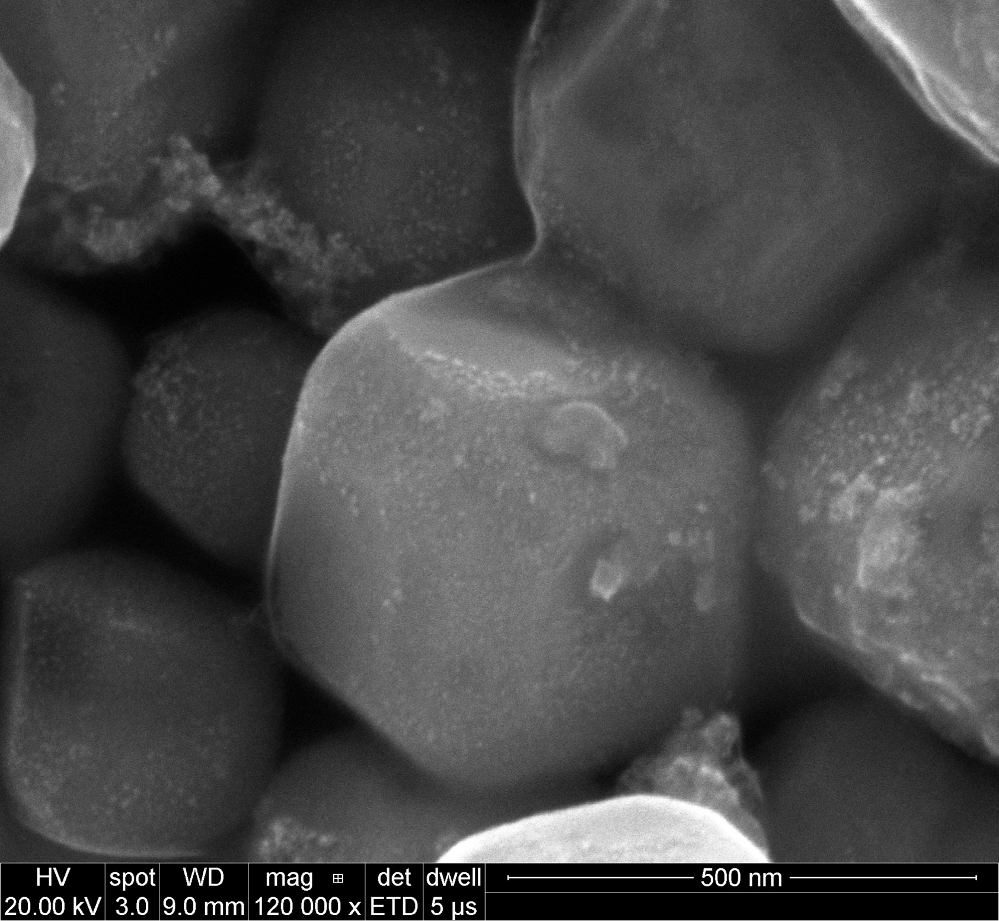 HV spot WD mag ⊞ det dwell 500 nm
20.00 kV 3.0 9.0 mm 120 000 x ETD 5 µs